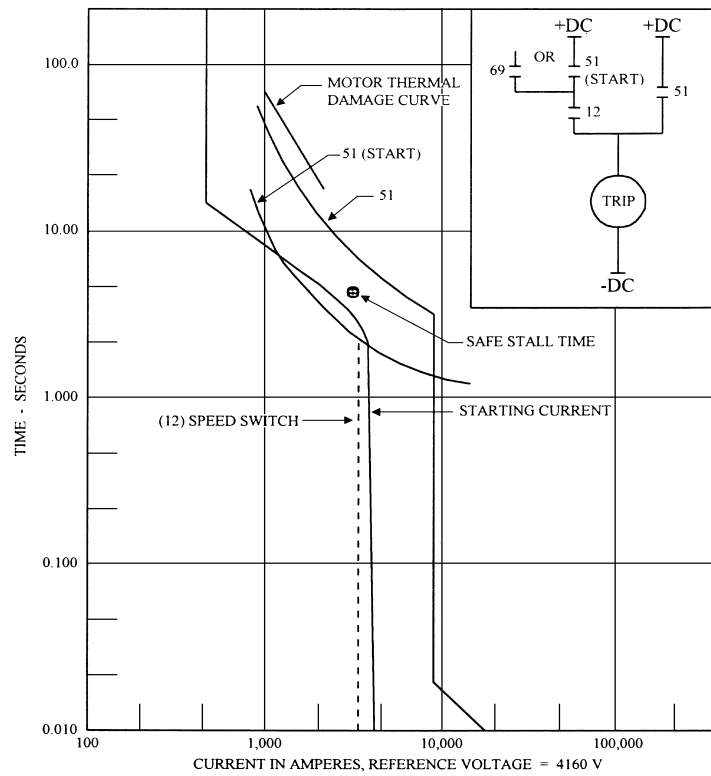 +DC
+DC
OR
69
51
(START)
51
12
TRIP
-DC
100.0
MOTOR THERMAL
DAMAGE CURVE
51 (START)
51
10.00
SAFE STALL TIME
1.000
STARTING CURRENT
(12) SPEED SWITCH
TIME - SECONDS
0.100
0.010
100
1,000
10,000
100,000
CURRENT IN AMPERES, REFERENCE VOLTAGE = 4160 V